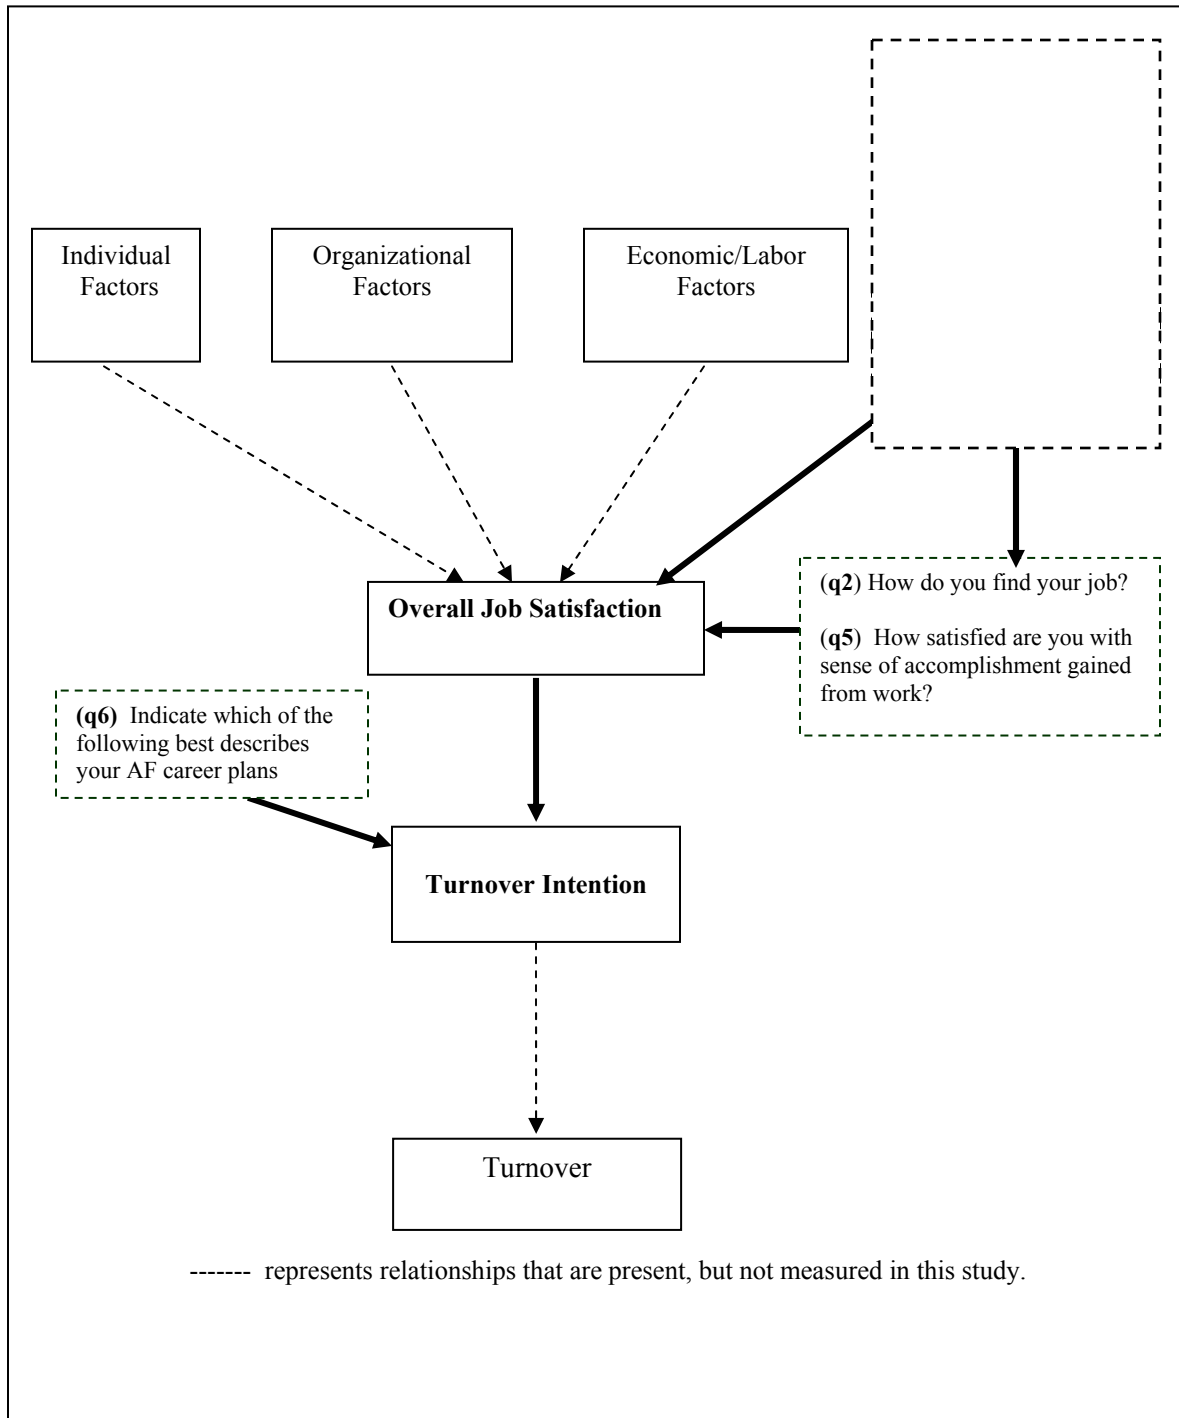 Individual
Factors
Organizational
Factors
Economic/Labor
Factors
Overall Job Satisfaction
(q2) How do you find your job?
(q5)  How satisfied are you with
sense of accomplishment gained
from work?
(q6)  Indicate which of the
following best describes
your AF career plans
Turnover Intention
Turnover
-------  represents relationships that are present, but not measured in this study.